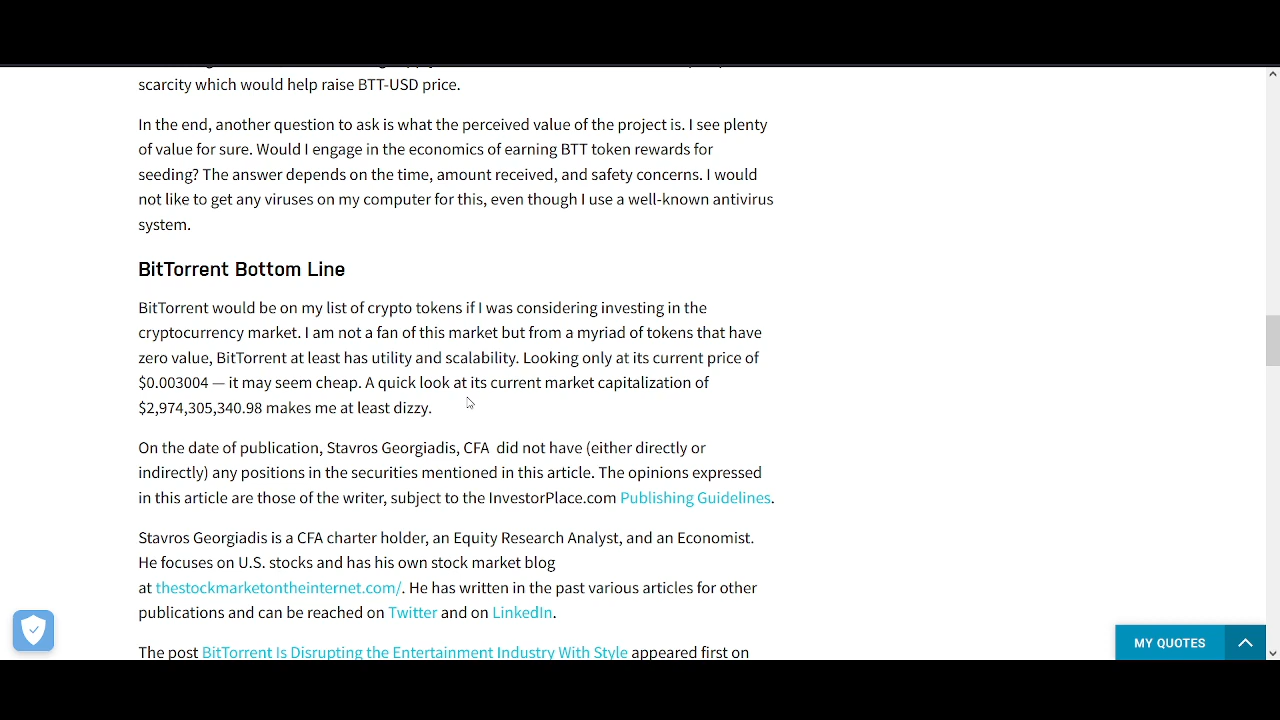 scarcity which would help raise BTT-USD price.
In the end, another question to ask is what the perceived value of the project is. I see plenty
of value for sure. Would I engage in the economics of earning BTT token rewards for
seeding? The answer depends on the time, amount received, and safety concerns. I would
not like to get any viruses on my computer for this, even though I use a well-known antivirus
system.
BitTorrent Bottom Line
BitTorrent would be on my list of crypto tokens if I was considering investing in the
cryptocurrency market. I am not a fan of this market but from a myriad of tokens that have
zero value, BitTorrent at least has utility and scalability. Looking only at its current price of
$0.003004 — it may seem cheap. A quick look at its current market capitalization of
$2,974,305,340.98 makes me at least dizzy.
On the date of publication, Stavros Georgiadis, CFA  did not have (either directly or
indirectly) any positions in the securities mentioned in this article. The opinions expressed
in this article are those of the writer, subject to the InvestorPlace.com Publishing Guidelines.
Stavros Georgiadis is a CFA charter holder, an Equity Research Analyst, and an Economist.
He focuses on U.S. stocks and has his own stock market blog
at thestockmarketontheinternet.com/. He has written in the past various articles for other
publications and can be reached on Twitter and on LinkedIn.
The post BitTorrent Is Disrupting the Entertainment Industry With Style appeared first on
MY QUOTES